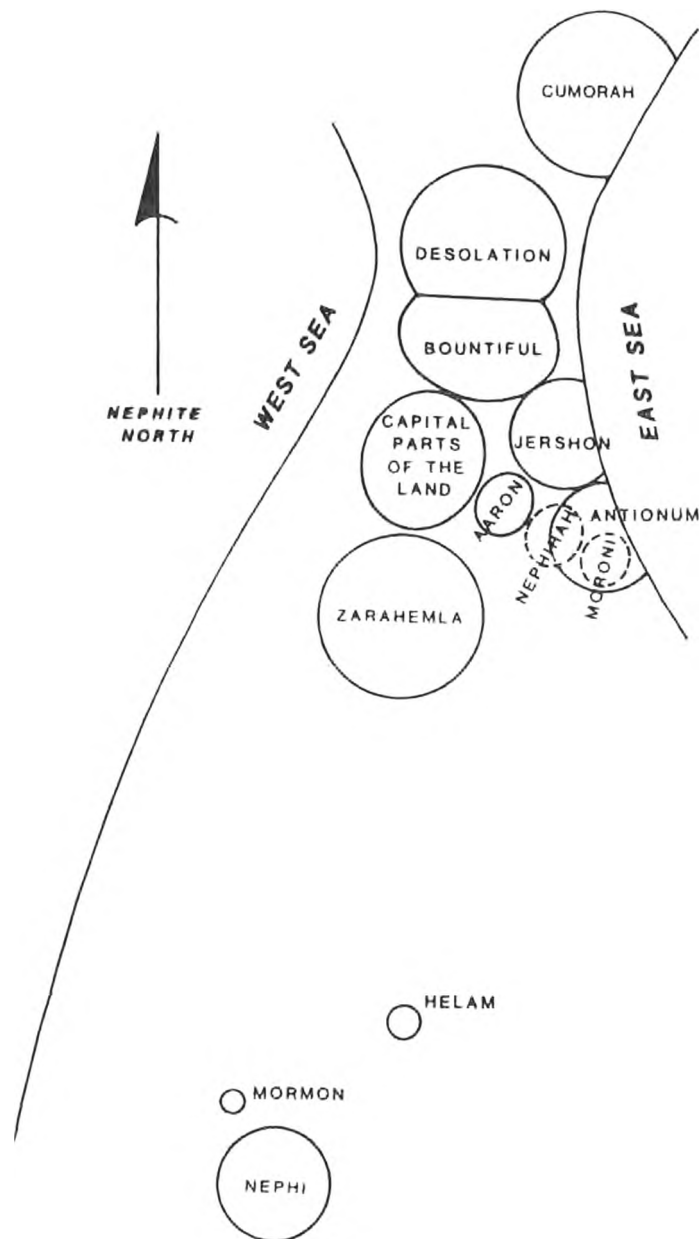 CUMORAH
DESOLATION
BOUNTIFUL
WEST SEA
EAST SEA
NEPHITE
NORTH
CAPITAL
PARTS
OF THE
LAND
JERSHON
AARON
ANTIONUM
NEPHIHAH
MORONI
ZARAHEMLA
HELAM
MORMON
NEPHI